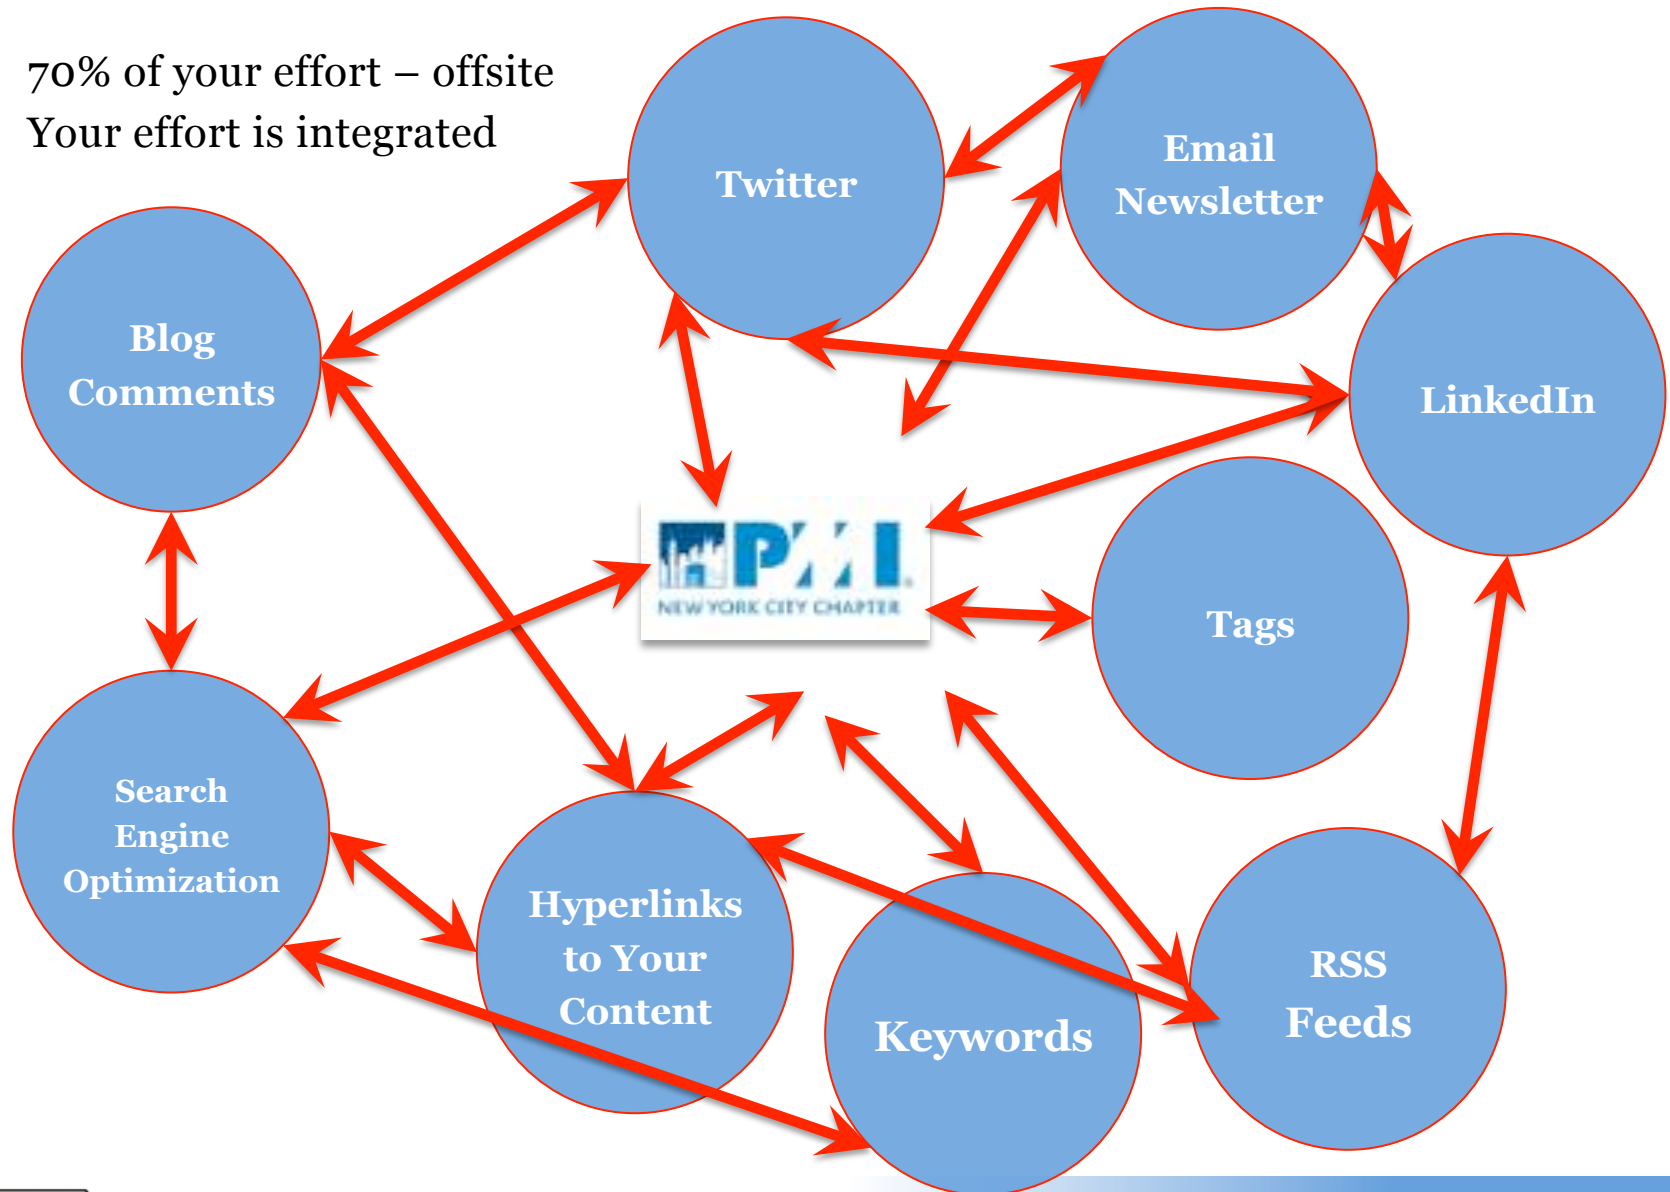 70% of your effort – offsite
Your effort is integrated
Twitter
Email
Newsletter
Blog
Comments
LinkedIn
PMI
NEW YORK CITY CHAPTER
Tags
Search
Engine
Optimization
Hyperlinks
to Your
Content
Keywords
RSS
Feeds